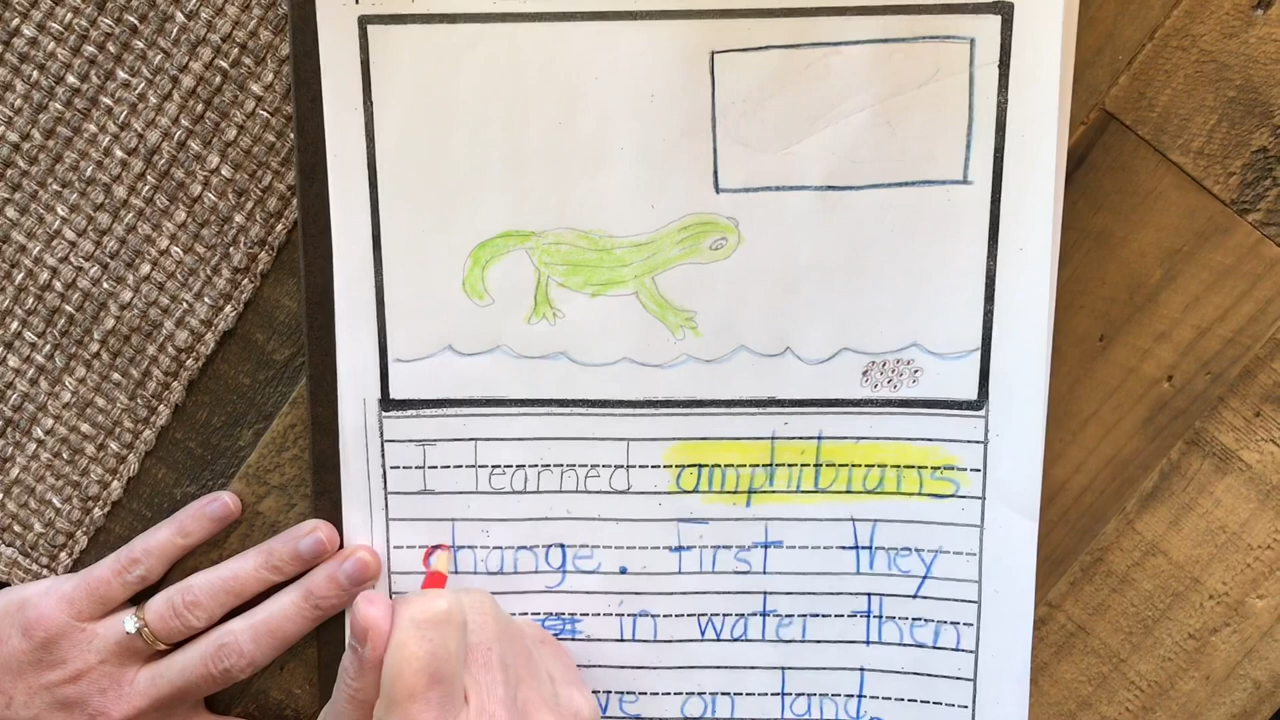 I learned amphibians
change. First they
in water then
on land.